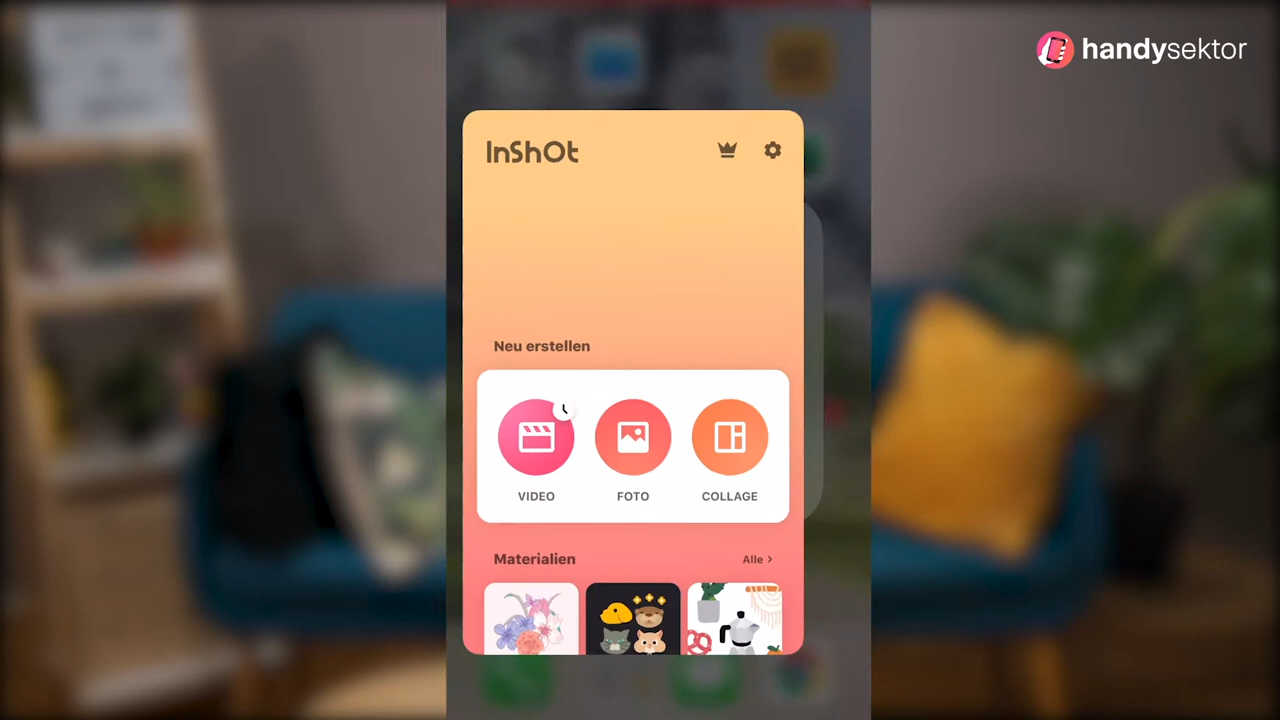 handysektor
InShOt
Neu erstellen
VIDEO
FOTO
COLLAGE
Materialien
Alle >